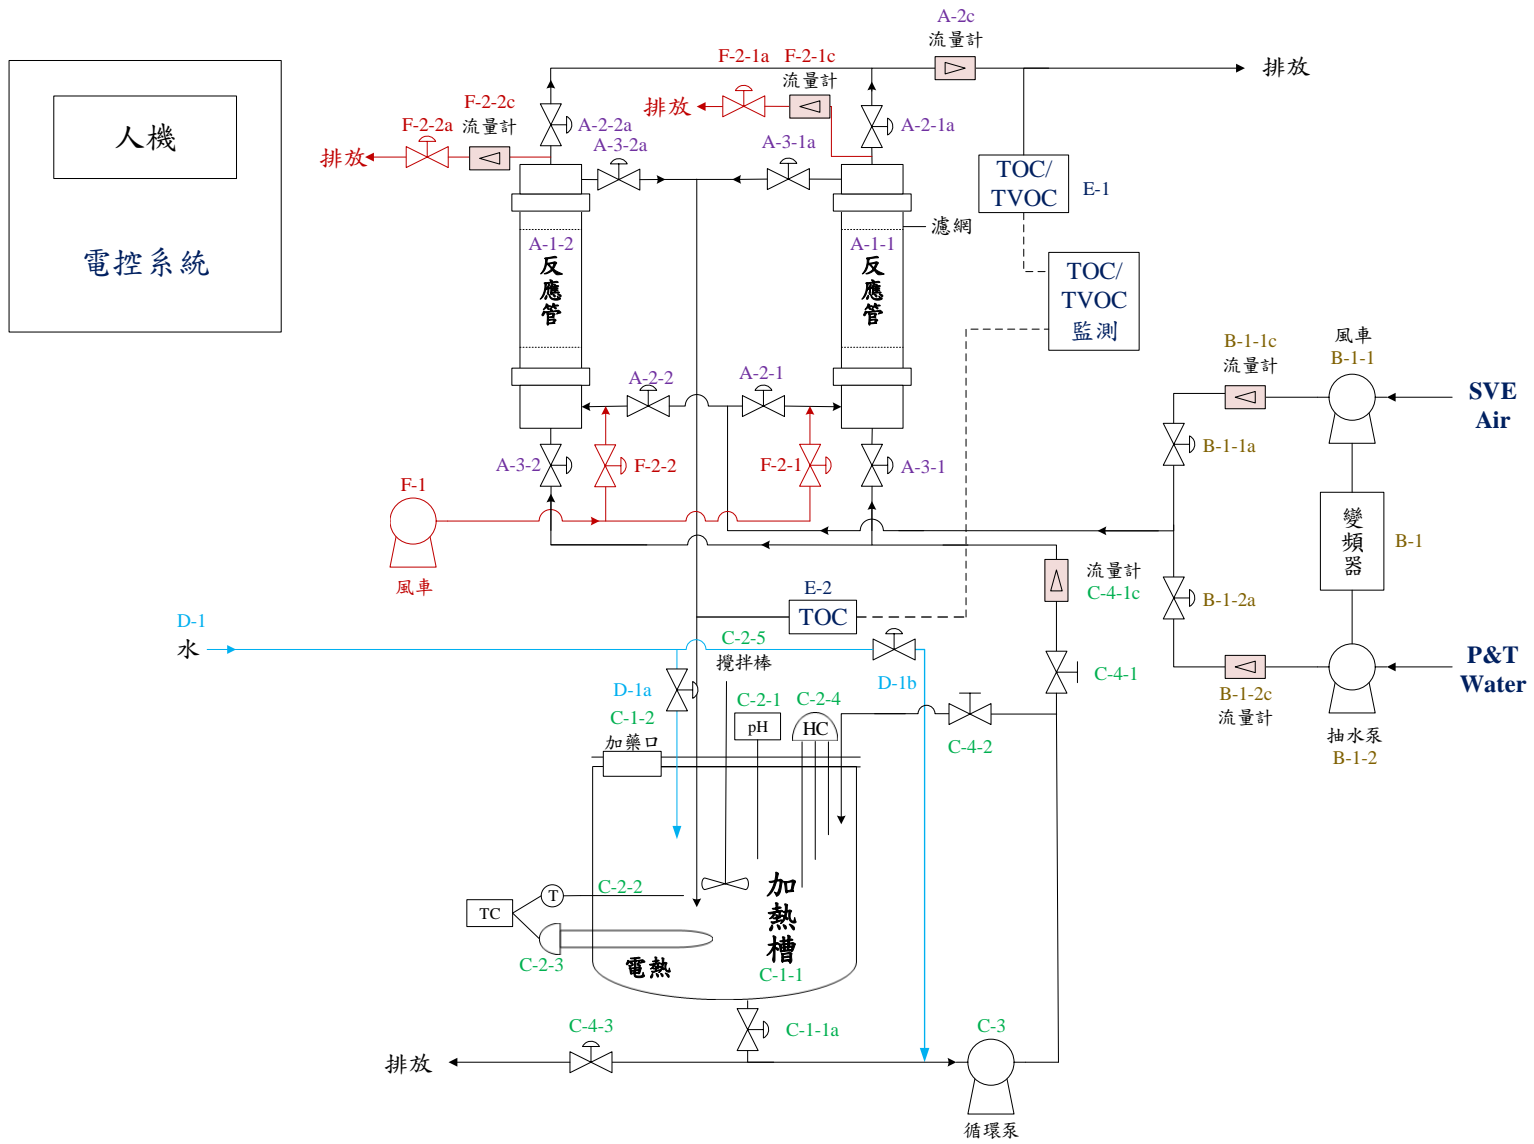 A-2c
流量計
F-2-1a
F-2-1c
流量計
排放
排放
人機
電控系統
F-2-2c
流量計
F-2-2a
排放
A-2-2a
A-3-2a
A-2-1a
A-3-1a
TOC/
TVOC
E-1
濾網
A-1-2
反
應
管
A-1-1
反
應
管
TOC/
TVOC
監測
風車
B-1-1
B-1-1c
流量計
SVE
Air
A-2-2
A-2-1
B-1-1a
A-3-2
F-2-2
F-2-1
A-3-1
F-1
風車
變
頻
器
B-1
流量計
C-4-1c
B-1-2a
E-2
TOC
D-1
水
C-2-5
攪拌棒
D-1a
D-1b
C-4-1
P&T
Water
B-1-2c
流量計
抽水泵
B-1-2
C-1-2
加藥口
C-2-1
pH
C-2-4
HC
C-4-2
TC
T
C-2-2
加
熱
槽
C-1-1
C-2-3
電熱
C-1-1a
C-4-3
排放
C-3
循環泵